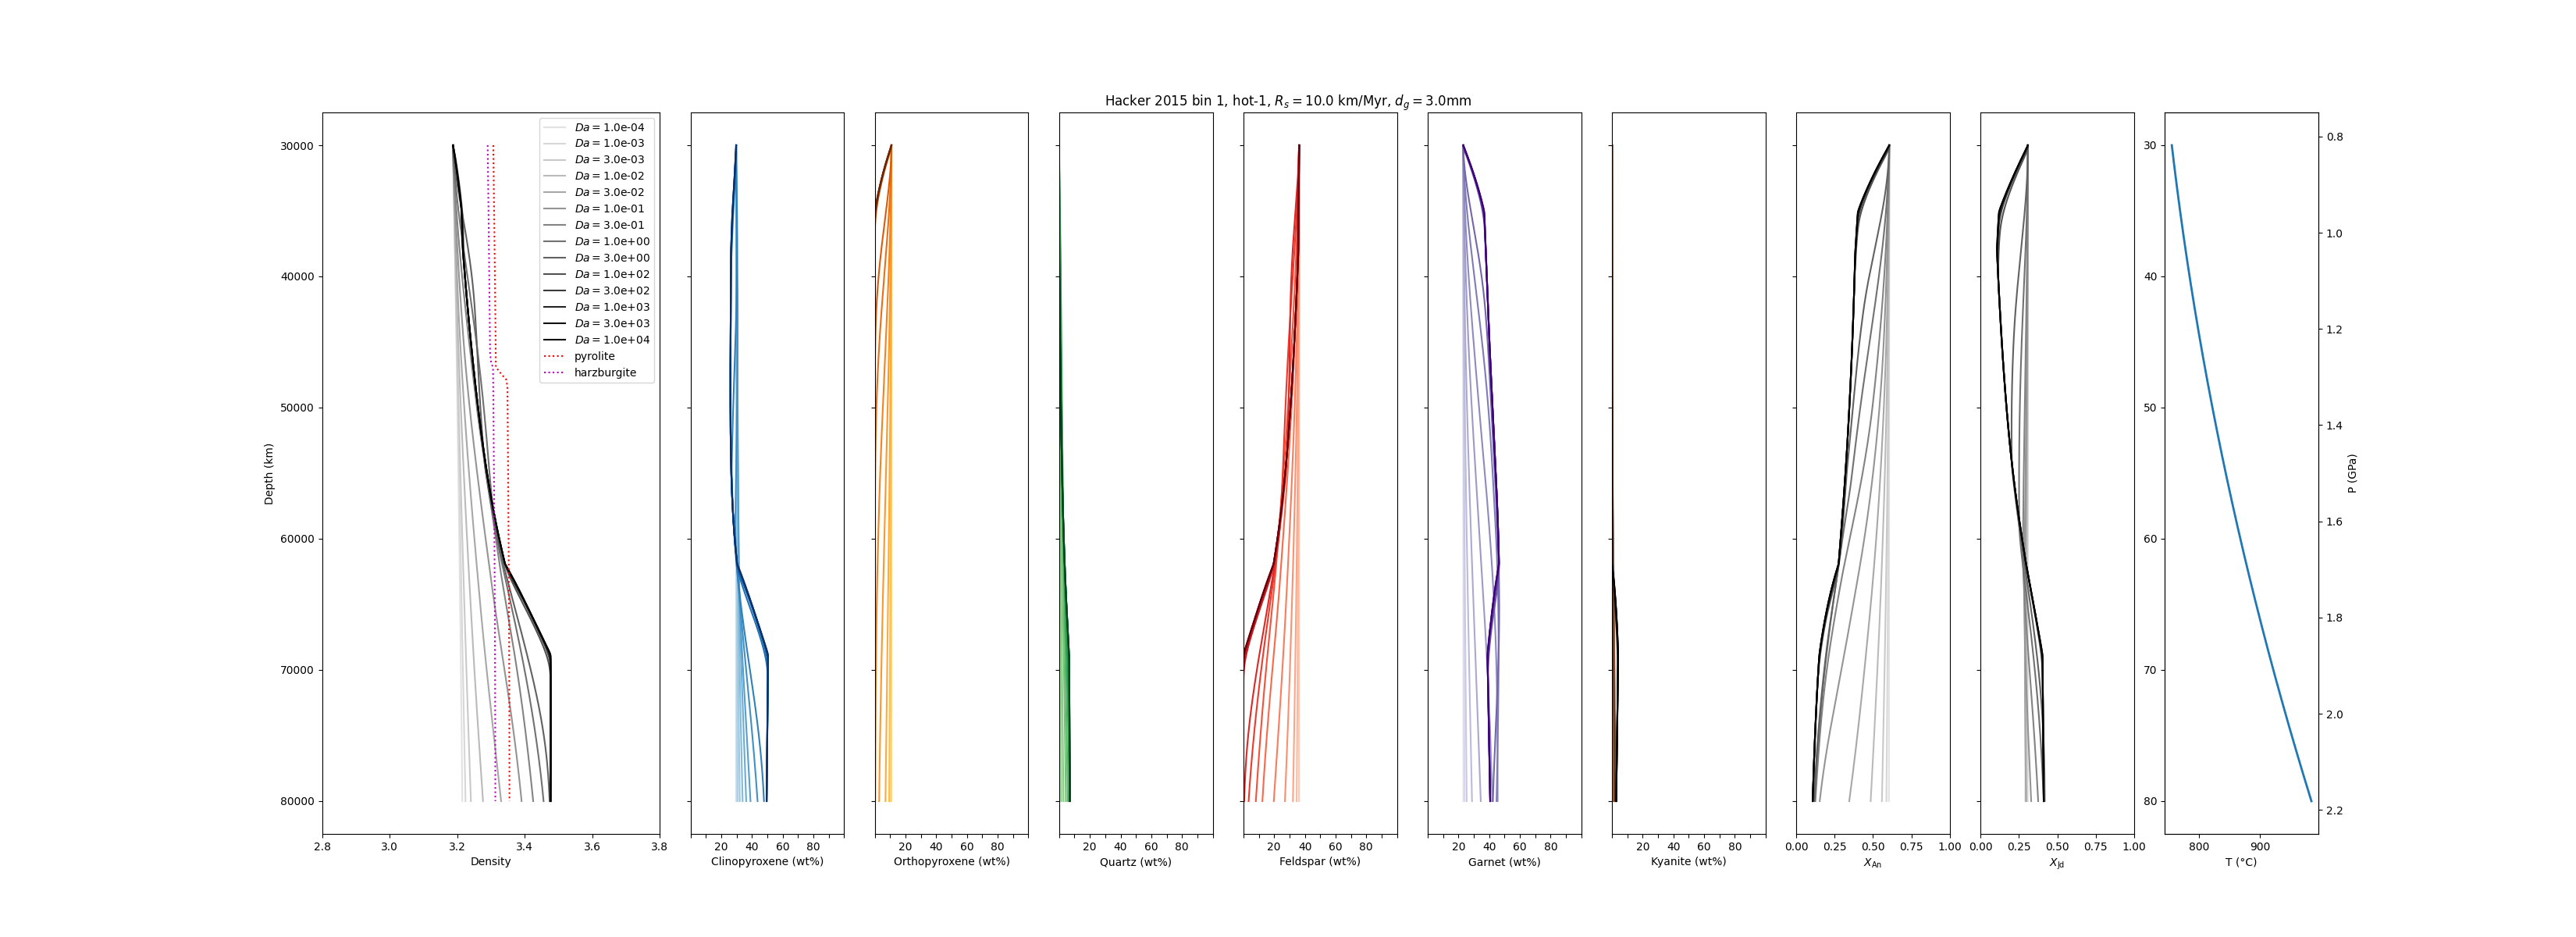 Hacker 2015 bin 1, hot-1, R_s = 10.0 km/Myr, d_g = 3.0mm
Da = 1.0e-04
Da = 1.0e-03
Da = 3.0e-03
Da = 1.0e-02
Da = 3.0e-02
Da = 1.0e-01
Da = 3.0e-01
Da = 1.0e+00
Da = 3.0e+00
Da = 1.0e+02
Da = 3.0e+02
Da = 1.0e+03
Da = 3.0e+03
Da = 1.0e+04
pyrolite
harzburgite
Depth (km)
30000
40000
50000
60000
70000
80000
2.8 3.0 3.2 3.4 3.6 3.8
Density
20 40 60 80
Clinopyroxene (wt%)
20 40 60 80
Orthopyroxene (wt%)
20 40 60 80
Quartz (wt%)
20 40 60 80
Feldspar (wt%)
20 40 60 80
Garnet (wt%)
20 40 60 80
Kyanite (wt%)
0.00 0.25 0.50 0.75 1.00
X_An
0.00 0.25 0.50 0.75 1.00
X_Jd
30
40
50
60
70
80
800 900
T (°C)
0.8
1.0
1.2
1.4
1.6
1.8
2.0
2.2
P (GPa)